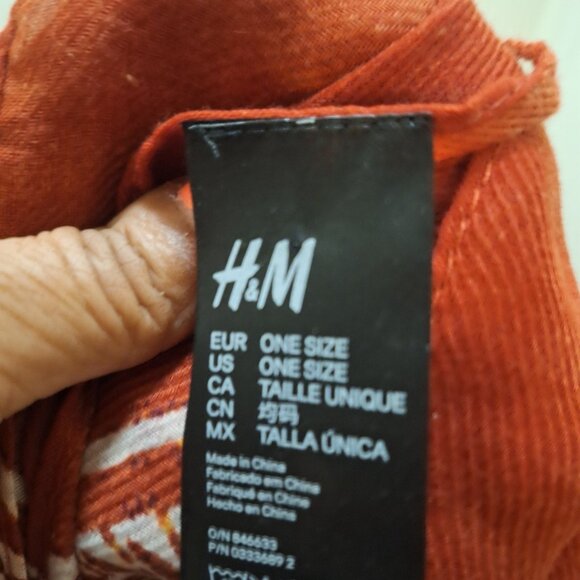 H&M
EUR ONE SIZE
US ONE SIZE
CA TAILLE UNIQUE
CN 均码
MX TALLA ÚNICA
Made in China
Fabricado em China
Fabriqué en China
Hecho en China
O/N 846633
P/N 0333689 2